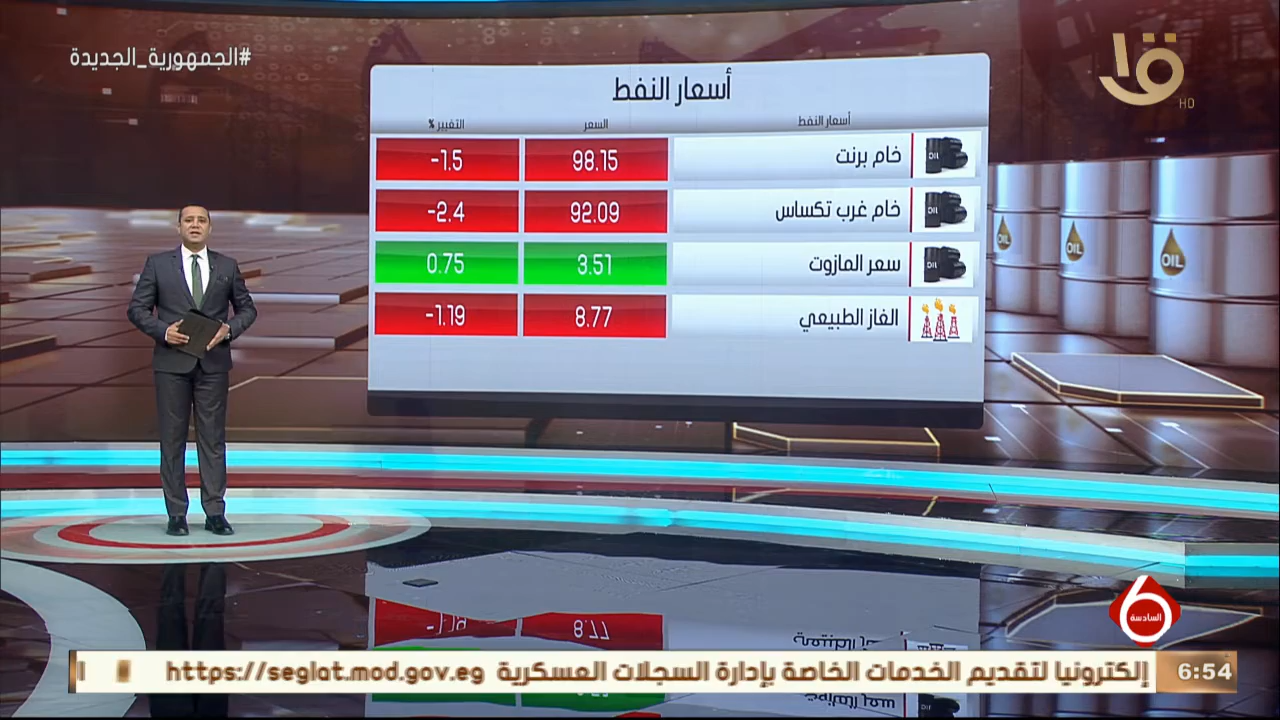 #الجمهورية_الجديدة
HD
أسعار النفط
أسعار النفط السعر التغيير %
خام برنت 98.15 -1.5
خام غرب تكساس 92.09 -2.4
سعر المازوت 3.51 0.75
الغاز الطبيعي 8.77 -1.19
OIL
OIL
OIL
OIL
OIL
OIL
6
السادسة
6:54
إلكترونيا لتقديم الخدمات الخاصة بإدارة السجلات العسكرية https://seglat.mod.gov.eg